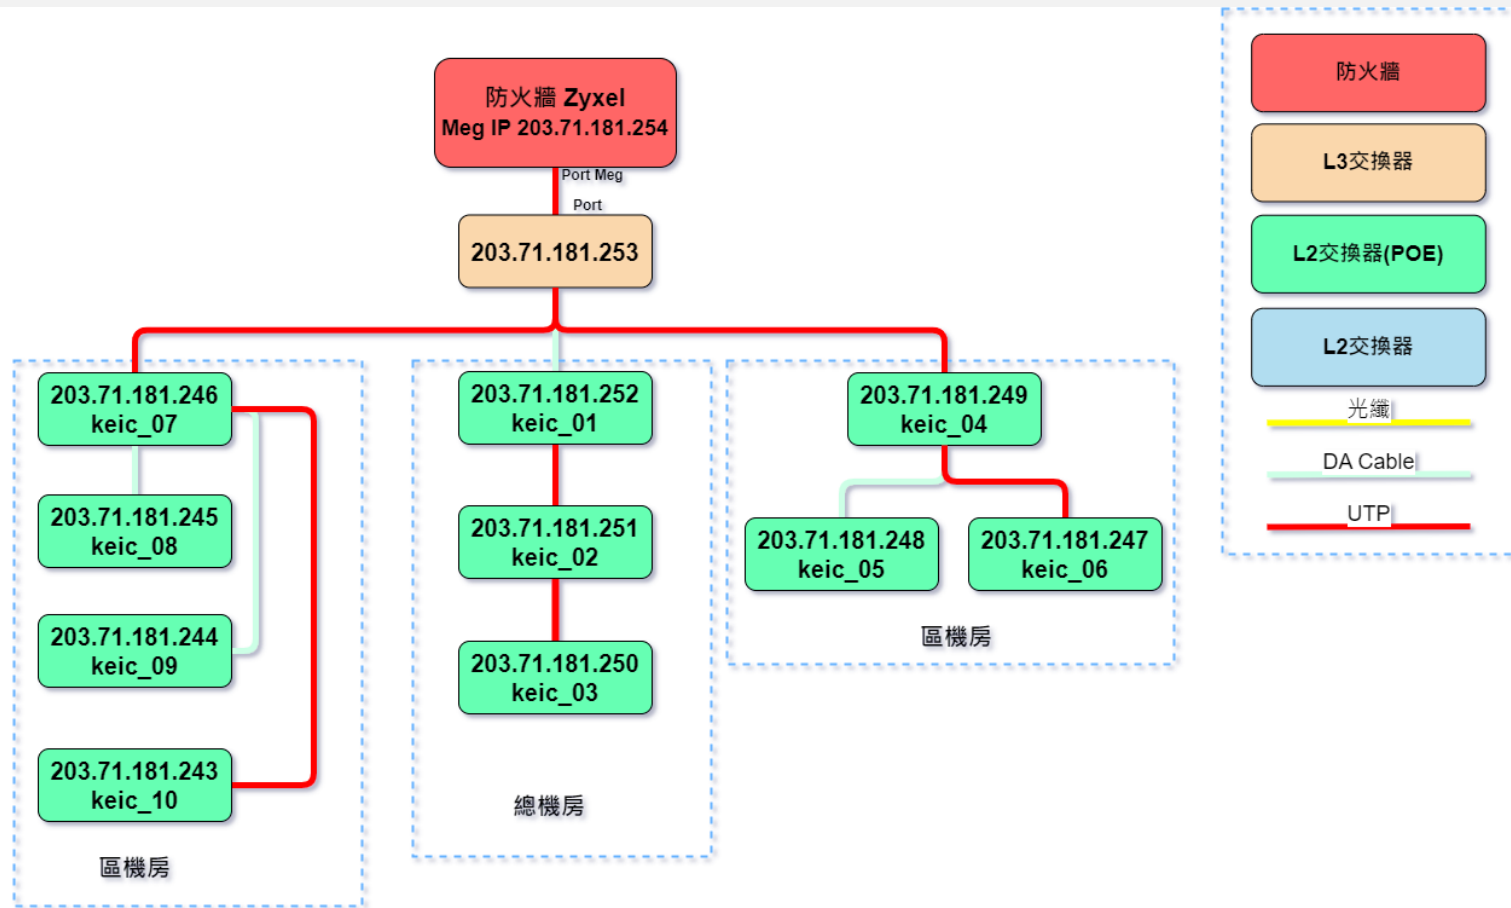 防火牆 Zyxel
Meg IP 203.71.181.254
Port Meg
Port
203.71.181.253
203.71.181.246
keic_07
203.71.181.245
keic_08
203.71.181.244
keic_09
203.71.181.243
keic_10
區機房
203.71.181.252
keic_01
203.71.181.251
keic_02
203.71.181.250
keic_03
總機房
203.71.181.249
keic_04
203.71.181.248
keic_05
203.71.181.247
keic_06
區機房
防火牆
L3交換器
L2交換器(POE)
L2交換器
光纖
DA Cable
UTP